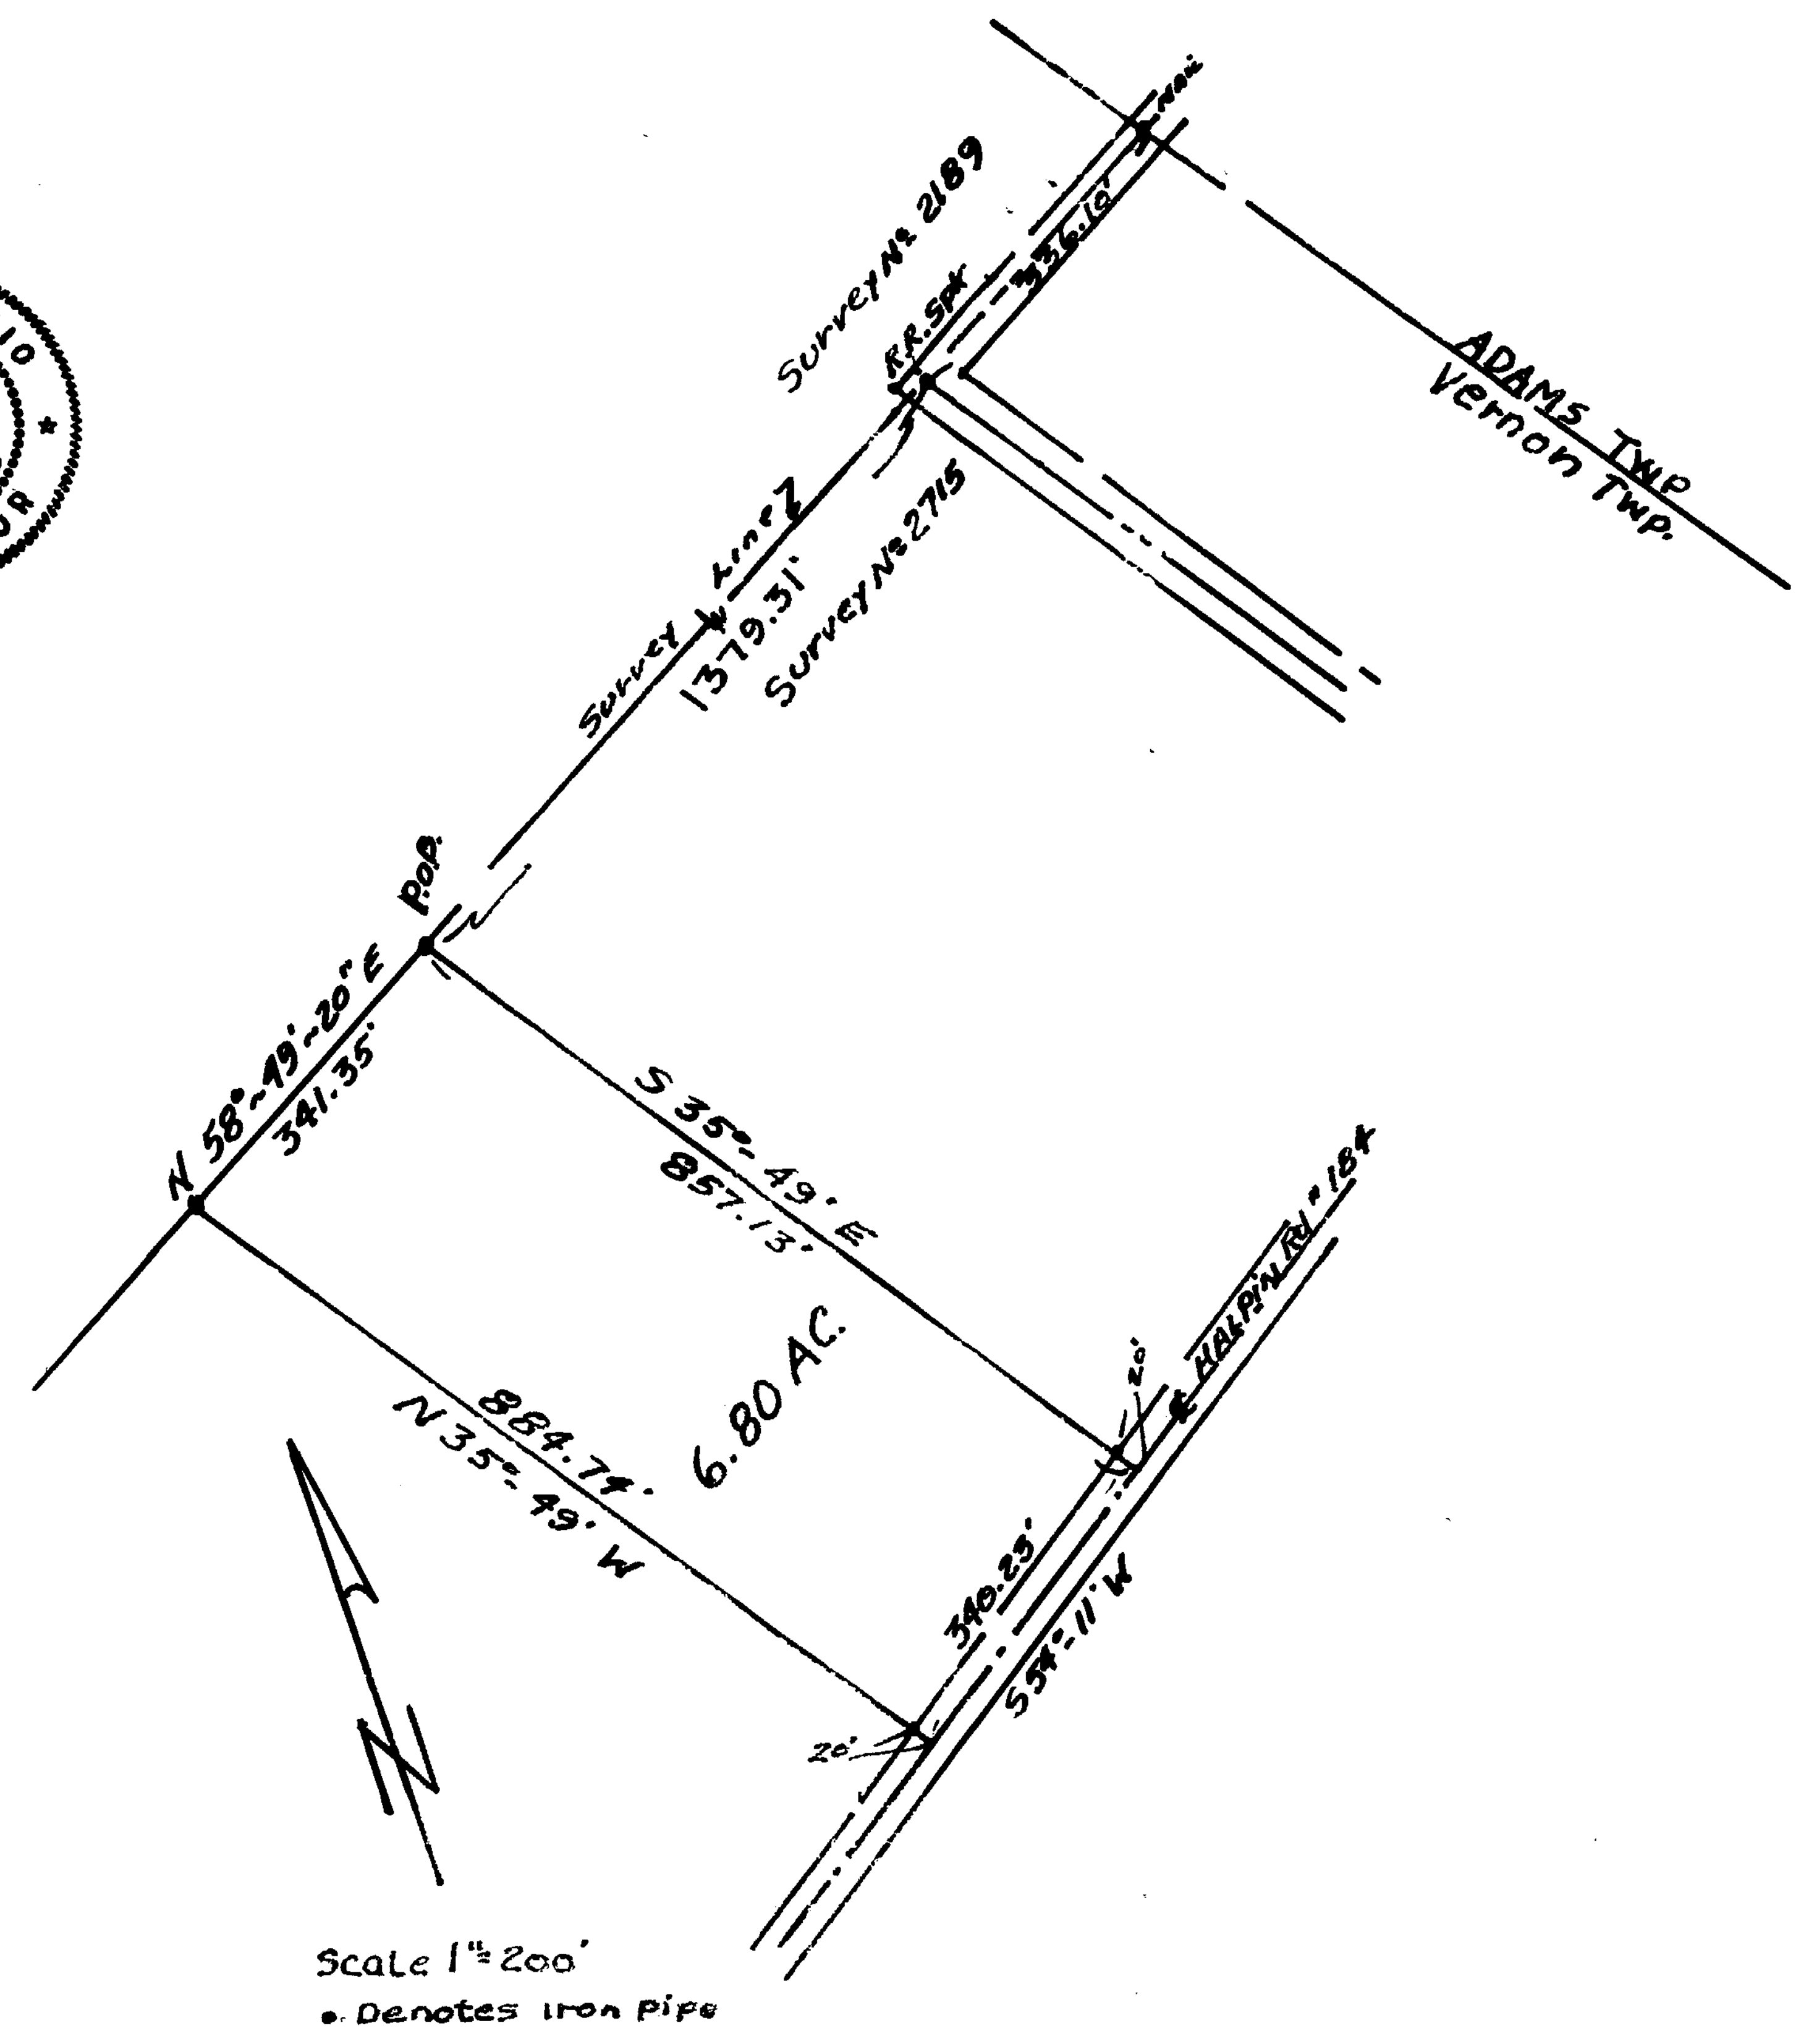 Nail
336.10'
R.R. SPK
Survey No. 2189
ADAMS Twp
Vernon Twp.
Survey Line
1379.31'
Survey No. 2715
P.O.P.
N 58°-49'-20" E
341.35'
S 35°-49' E
857.13'
HALPIN Rd #184
20'
6.80 AC.
884.74'
N 35°-49' W
340.23'
S 54°-11' W
20'
N
Scale 1"=200'
• Denotes iron pipe